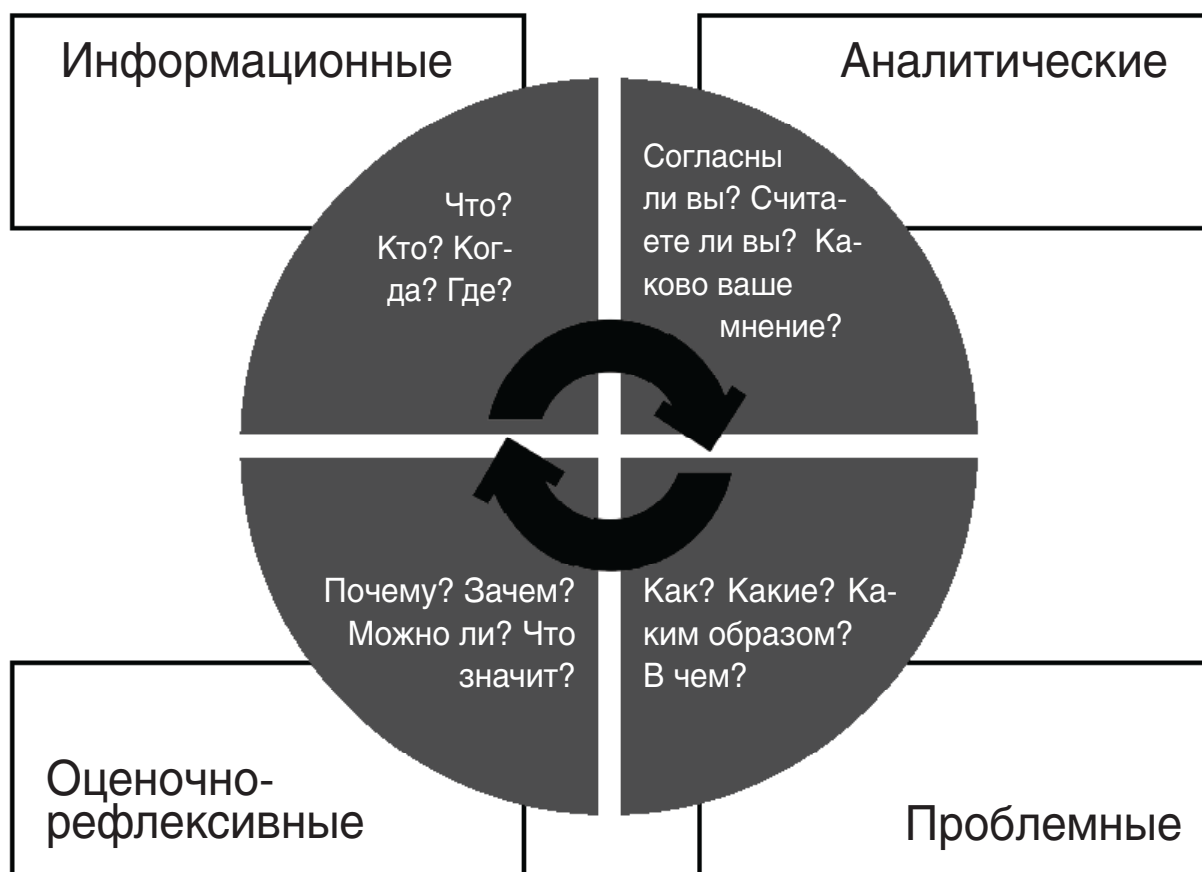 Информационные
Аналитические
Что?
Кто? Ког-
да? Где?
Согласны
ли вы? Счита-
ете ли вы? Ка-
ково ваше
мнение?
Почему? Зачем?
Можно ли? Что
значит?
Как? Какие? Ка-
ким образом?
В чем?
Оценочно-
рефлексивные
Проблемные